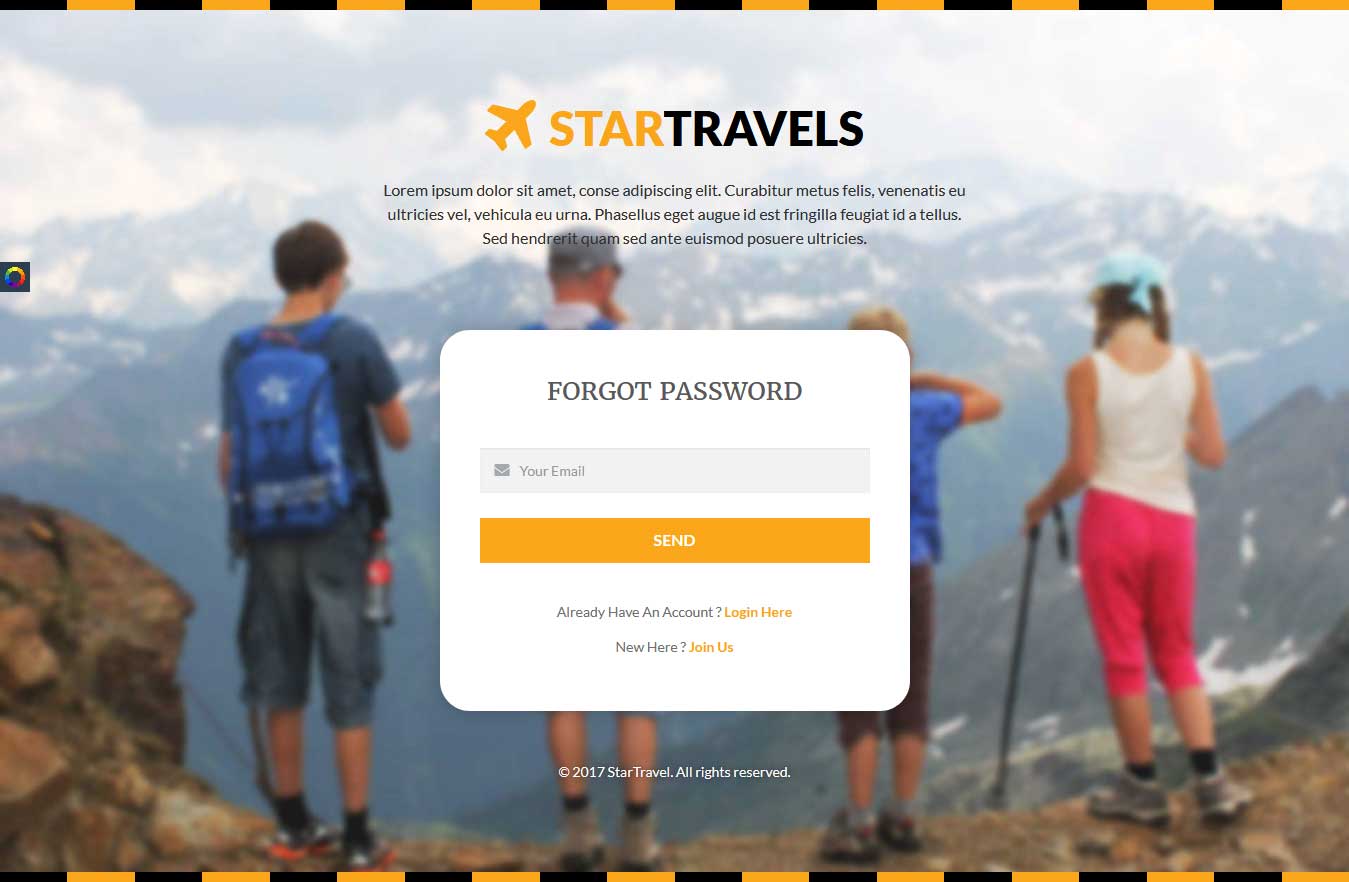 STARTRAVELS
Lorem ipsum dolor sit amet, conse adipiscing elit. Curabitur metus felis, venenatis eu
ultricies vel, vehicula eu urna. Phasellus eget augue id est fringilla feugiat id a tellus.
Sed hendrerit quam sed ante euismod posuere ultricies.
FORGOT PASSWORD
Your Email
SEND
Already Have An Account ? Login Here
New Here ? Join Us
© 2017 StarTravel. All rights reserved.